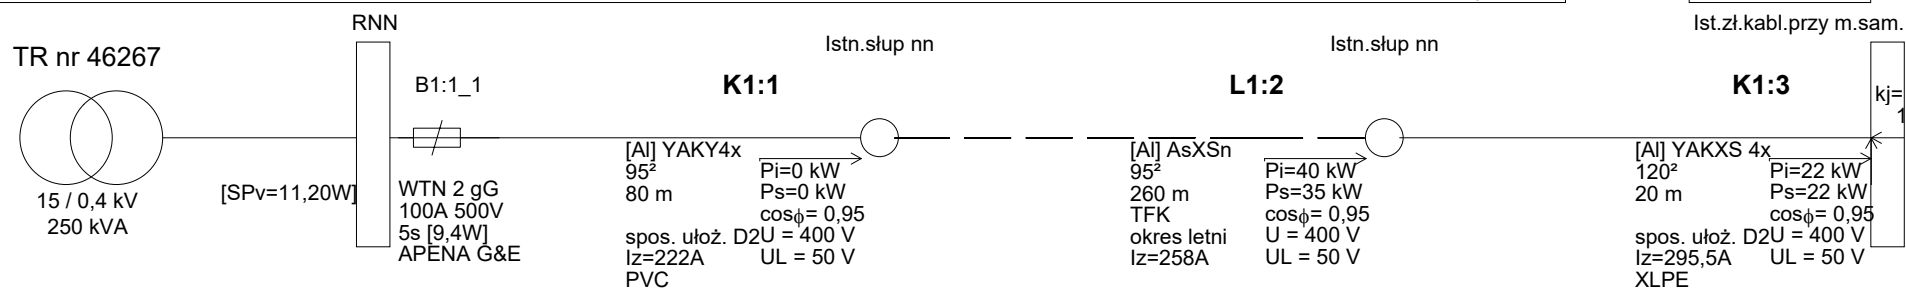 RNN
Ist.zł.kabl.przy m.sam.
Istn.słup nn
Istn.słup nn
TR nr 46267
B1:1_1
K1:1
L1:2
K1:3
kj=
1
15 / 0,4 kV
250 kVA
[SPv=11,20W]
WTN 2 gG
100A 500V
5s [9,4W]
APENA G&E
[Al] YAKY4x
95²
80 m
spos. ułoż. D2
Iz=222A
PVC
Pi=0 kW
Ps=0 kW
cosϕ= 0,95
U = 400 V
UL = 50 V
[Al] AsXSn
95²
260 m
TFK
okres letni
Iz=258A
Pi=40 kW
Ps=35 kW
cosϕ= 0,95
U = 400 V
UL = 50 V
[Al] YAKXS 4x
120²
20 m
spos. ułoż. D2
Iz=295,5A
XLPE
Pi=22 kW
Ps=22 kW
cosϕ= 0,95
U = 400 V
UL = 50 V